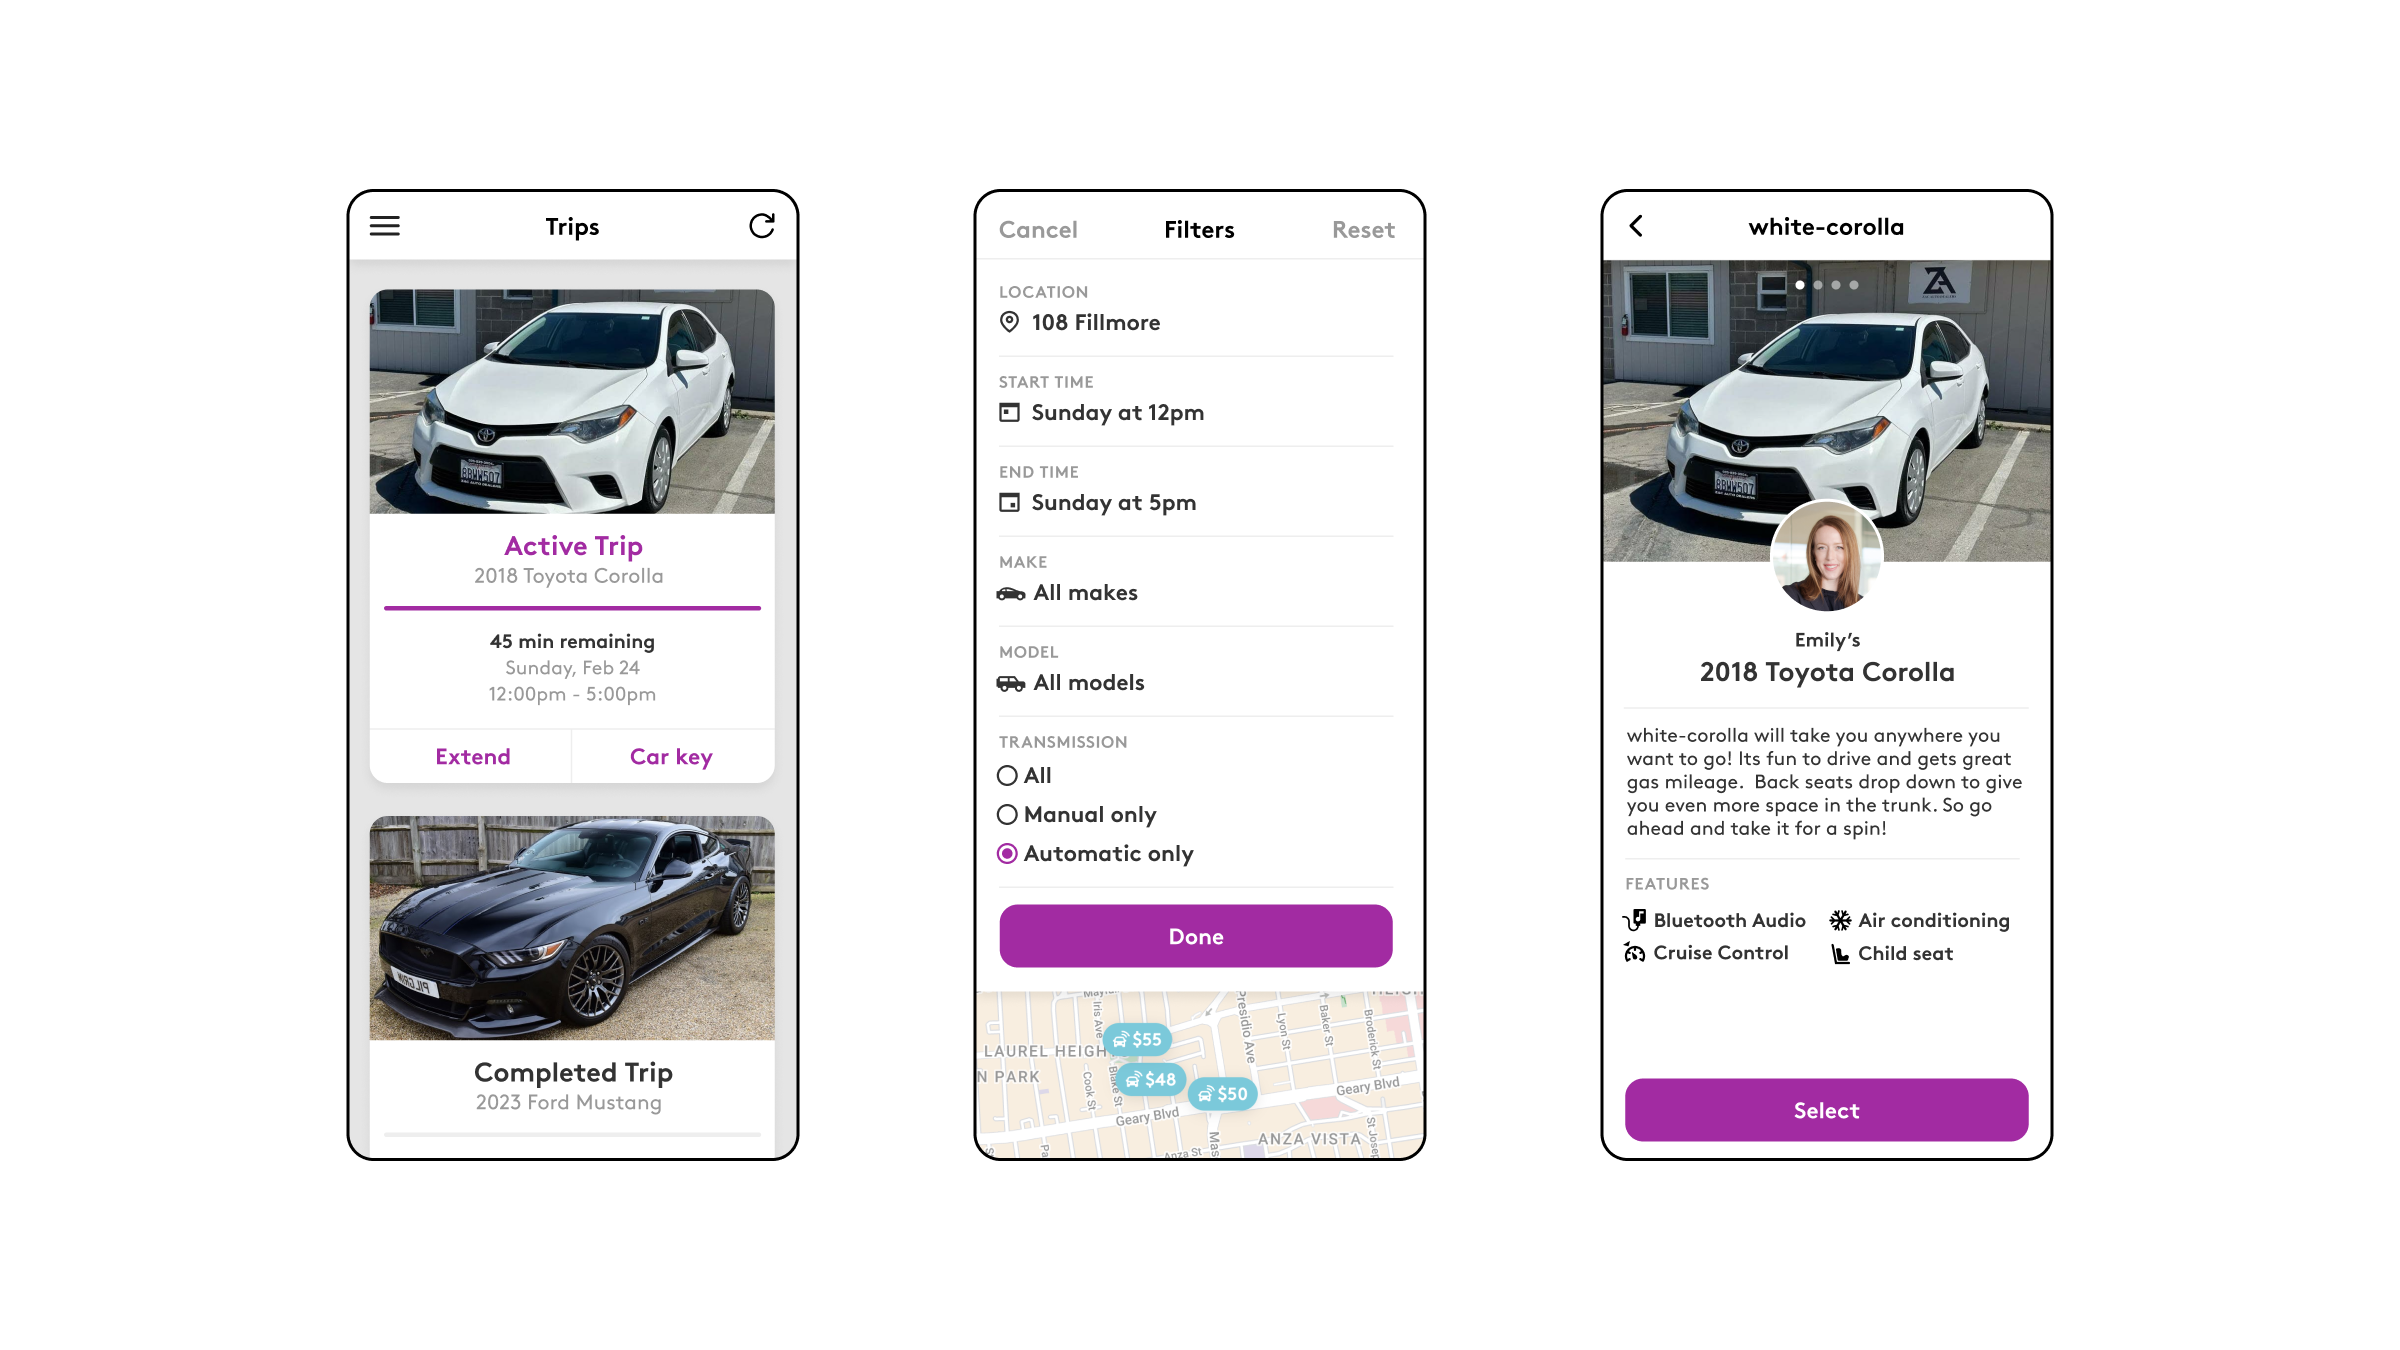 Trips
8BWW507
Active Trip
2018 Toyota Corolla
45 min remaining
Sunday, Feb 24
12:00pm - 5:00pm
Extend
Car key
Completed Trip
2023 Ford Mustang
Cancel
Filters
Reset
LOCATION
108 Fillmore
START TIME
Sunday at 12pm
END TIME
Sunday at 5pm
MAKE
All makes
MODEL
All models
TRANSMISSION
All
Manual only
Automatic only
Done
Iris Ave
Presidio Ave
Lyon St
Baker St
Broderick St
$55
LAUREL HEIGH
N PARK
$48
Cook St
Blake St
$50
Geary Blvd
Geary Blvd
ANZA VISTA
Anza St
Mas
St Josep
Pa
white-corolla
ZA
8BWW507
Emily’s
2018 Toyota Corolla
white-corolla will take you anywhere you
want to go! Its fun to drive and gets great
gas mileage.  Back seats drop down to give
you even more space in the trunk. So go
ahead and take it for a spin!
FEATURES
Bluetooth Audio
Air conditioning
Cruise Control
Child seat
Select